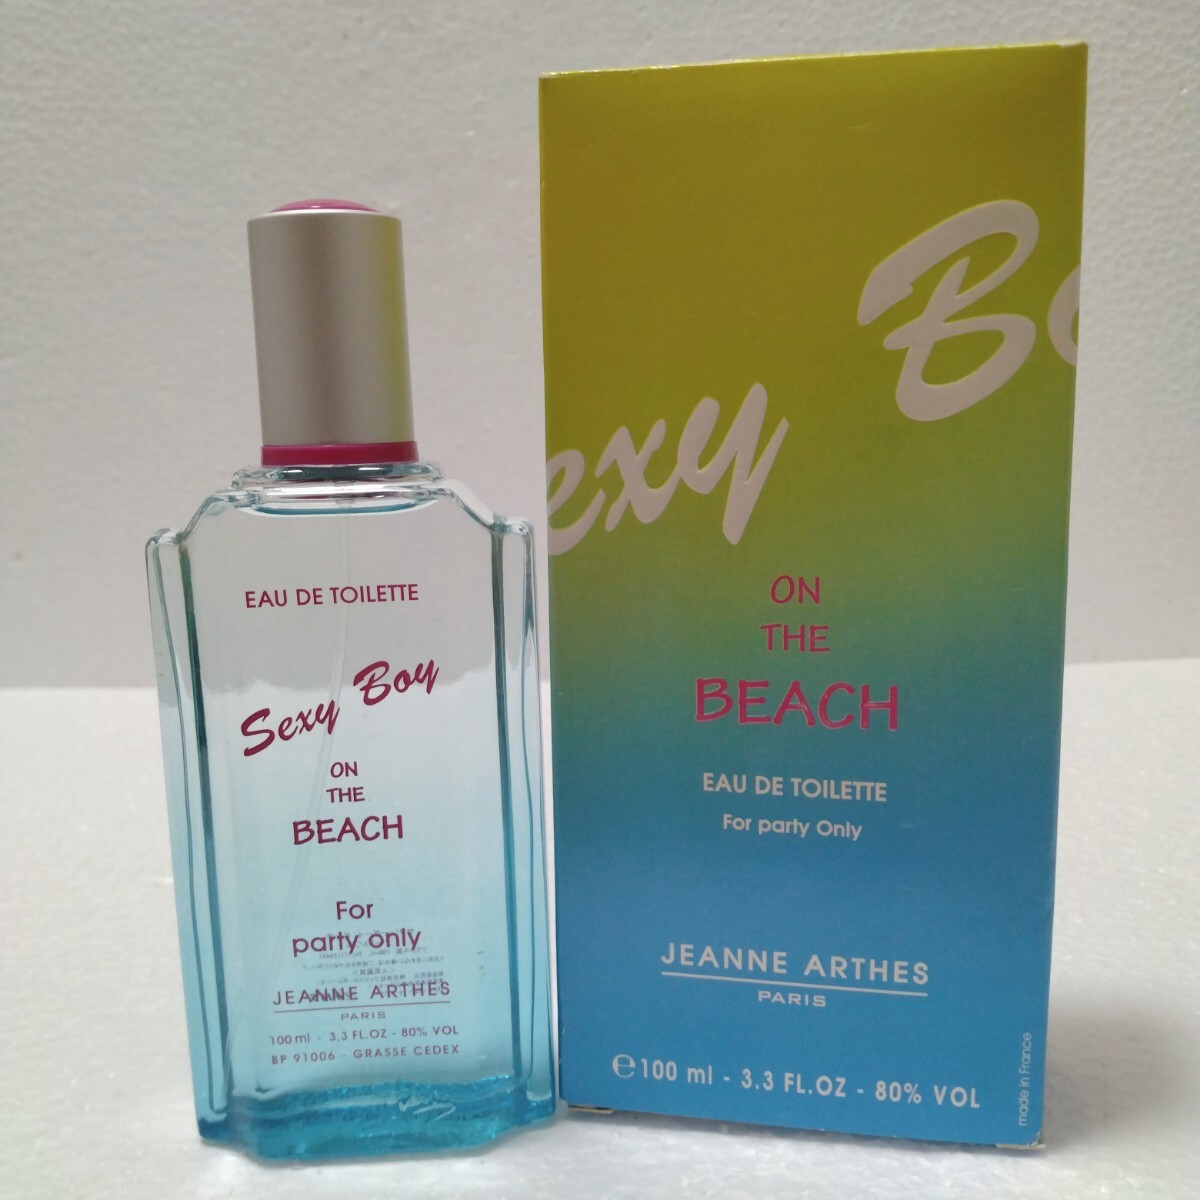 EAU DE TOILETTE
Sexy Boy
ON
THE
BEACH
For
party only
JEANNE ARTHES
PARIS
100 ml - 3,3 FL.OZ - 80% VOL
BP 91006 - GRASSE CEDEX
exy Bo
ON
THE
BEACH
EAU DE TOILETTE
For party Only
JEANNE ARTHES
PARIS
℮100 ml - 3.3 FL.OZ - 80% VOL
made in France